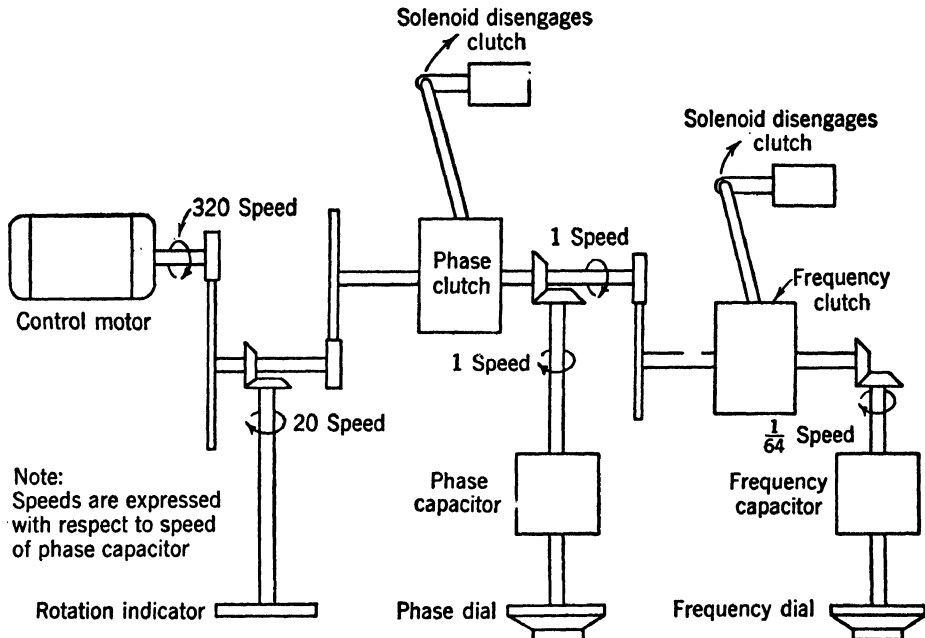 Solenoid disengages
clutch
Solenoid disengages
clutch
320 Speed
1 Speed
Phase
clutch
Frequency
clutch
Control motor
1 Speed
20 Speed
1/64 Speed
Note:
Speeds are expressed
with respect to speed
of phase capacitor
Phase
capacitor
Frequency
capacitor
Rotation indicator
Phase dial
Frequency dial